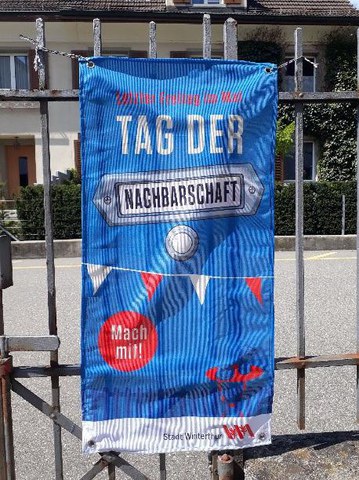 Letzter Freitag im Mai
TAG DER
NACHBARSCHAFT
Mach
mit!
Stadt Winterthur